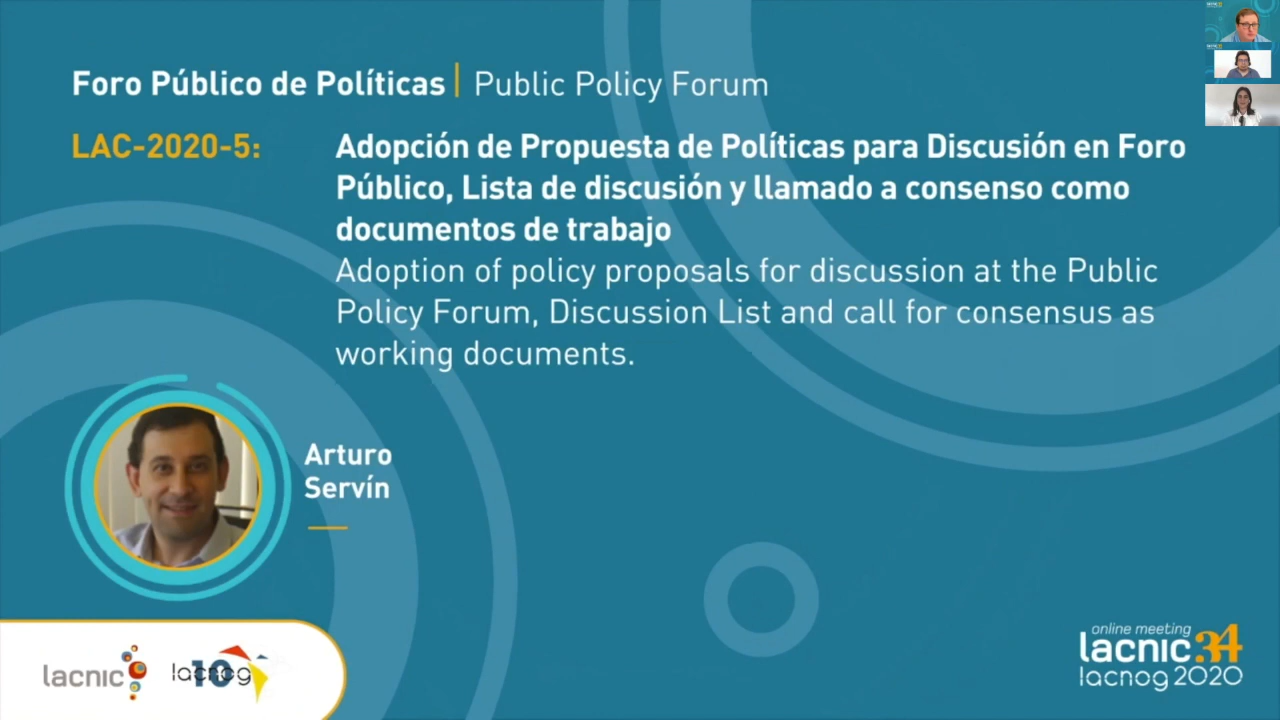 Foro Público de Políticas | Public Policy Forum
LAC-2020-5:
Adopción de Propuesta de Políticas para Discusión en Foro
Público, Lista de discusión y llamado a consenso como
documentos de trabajo
Adoption of policy proposals for discussion at the Public
Policy Forum, Discussion List and call for consensus as
working documents.
Arturo
Servín
lacnic
lacnog
10
online meeting
lacnic 34
lacnog 2020